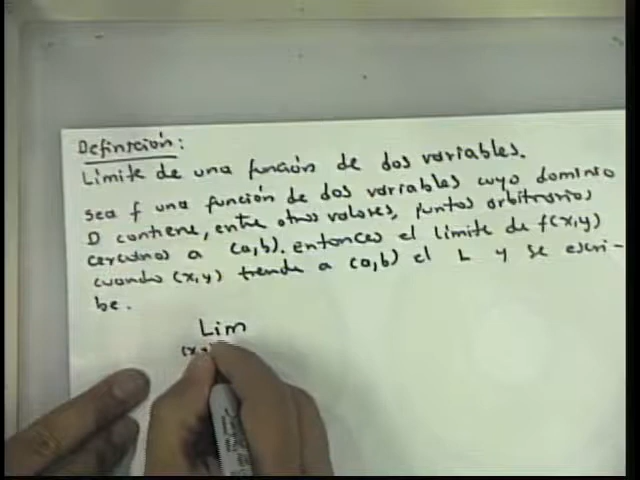 Definición:
Límite de una función de dos variables.
sea f una función de dos variables cuyo dominio
D contiene, entre otros valores, puntos arbitrarios
cercanos a (a,b). entonces el límite de f(x,y)
cuando (x,y) tiende a (a,b) el L y se escri-
be.
Lim
(x,